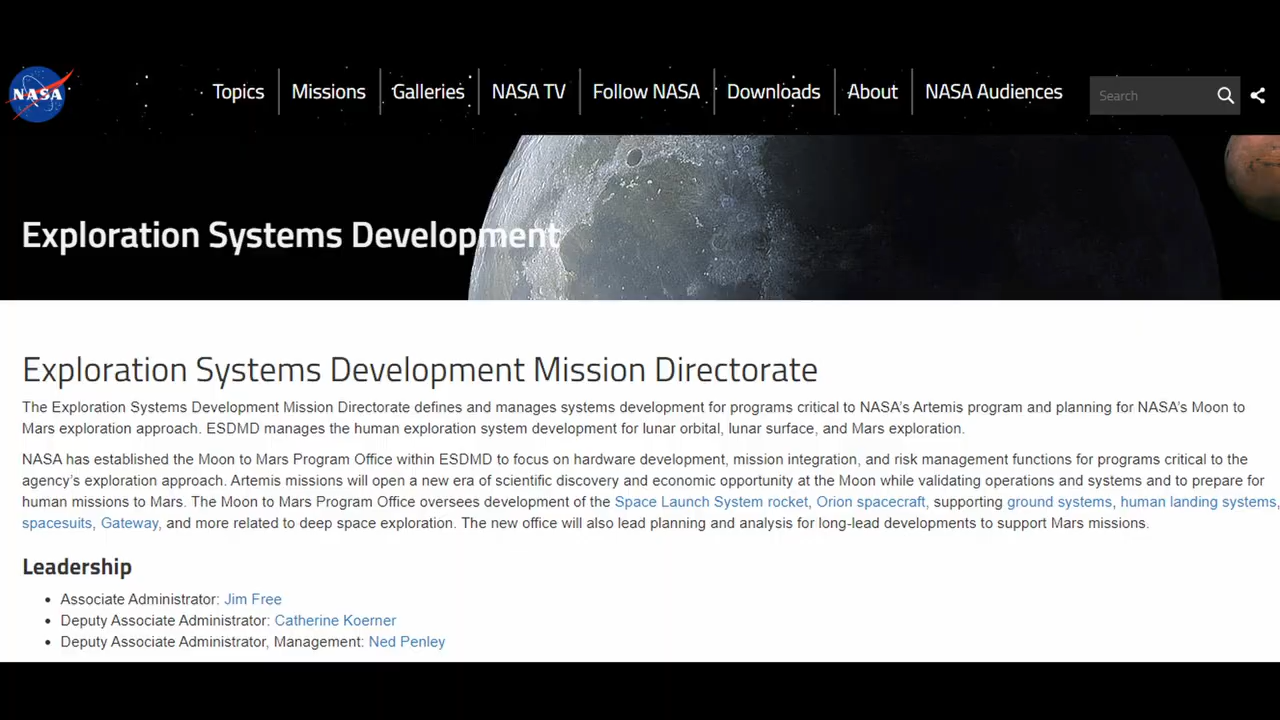 NASA
Topics
Missions
Galleries
NASA TV
Follow NASA
Downloads
About
NASA Audiences
Search
Exploration Systems Development
Exploration Systems Development Mission Directorate
The Exploration Systems Development Mission Directorate defines and manages systems development for programs critical to NASA's Artemis program and planning for NASA's Moon to
Mars exploration approach. ESDMD manages the human exploration system development for lunar orbital, lunar surface, and Mars exploration.
NASA has established the Moon to Mars Program Office within ESDMD to focus on hardware development, mission integration, and risk management functions for programs critical to the
agency's exploration approach. Artemis missions will open a new era of scientific discovery and economic opportunity at the Moon while validating operations and systems and to prepare for
human missions to Mars. The Moon to Mars Program Office oversees development of the Space Launch System rocket, Orion spacecraft, supporting ground systems, human landing systems,
spacesuits, Gateway, and more related to deep space exploration. The new office will also lead planning and analysis for long-lead developments to support Mars missions.
Leadership
• Associate Administrator: Jim Free
• Deputy Associate Administrator: Catherine Koerner
• Deputy Associate Administrator, Management: Ned Penley